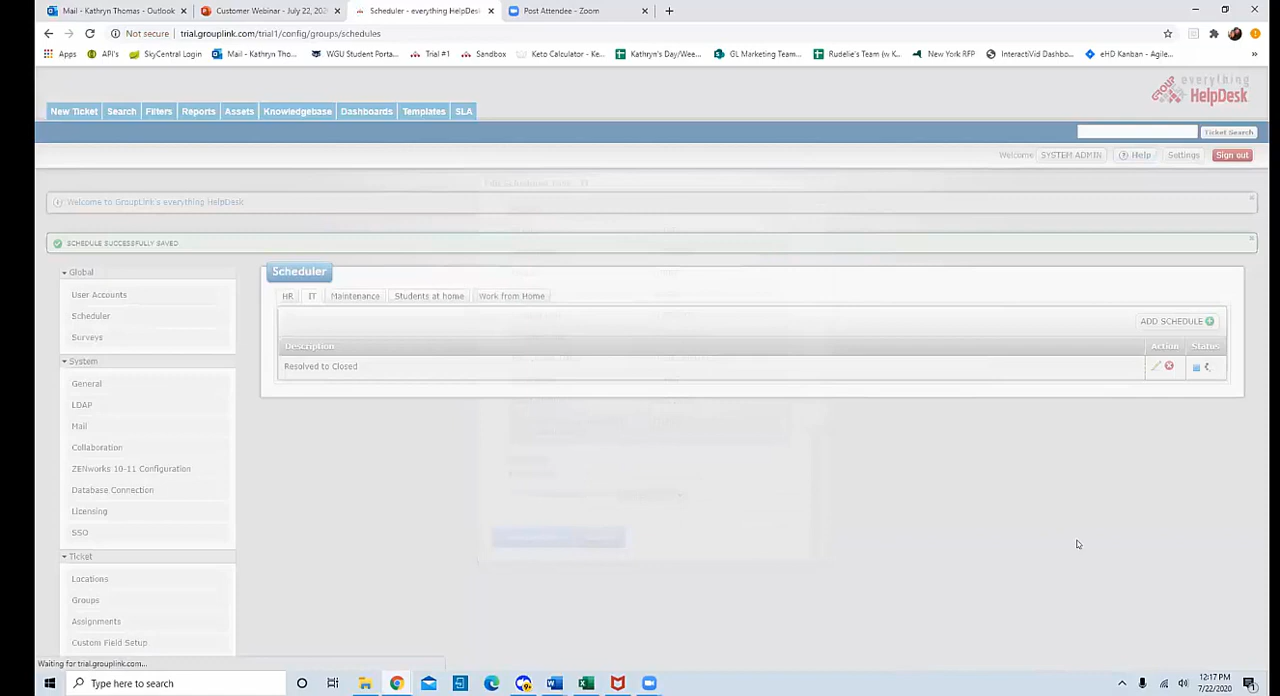 Mail - Kathryn Thomas - Outlook
Customer Webinar - July 22, 202
Scheduler - everything HelpDesk
Post Attendee - Zoom
Not secure
trial.grouplink.com/trial1/config/groups/schedules
Apps
API's
SkyCentral Login
Mail - Kathryn Tho...
WGU Student Porta...
Trial #1
Sandbox
Keto Calculator - Ke...
Kathryn's Day/Wee...
GL Marketing Team...
Rudelie's Team (w K...
New York RFP
InteractiVid Dashbo...
eHD Kanban - Agile...
GROUP
everything
HelpDesk
New Ticket
Search
Filters
Reports
Assets
Knowledgebase
Dashboards
Templates
SLA
Ticket Search
Welcome
SYSTEM ADMIN
Help
Settings
Sign out
Welcome to GroupLink's everything HelpDesk
SCHEDULE SUCCESSFULLY SAVED
Global
User Accounts
Scheduler
Surveys
System
General
LDAP
Mail
Collaboration
ZENworks 10-11 Configuration
Database Connection
Licensing
SSO
Ticket
Locations
Groups
Assignments
Custom Field Setup
Scheduler
HR
IT
Maintenance
Students at home
Work from Home
ADD SCHEDULE
Description
Action
Status
Resolved to Closed
Waiting for trial.grouplink.com...
Type here to search
12:17 PM
7/22/2020